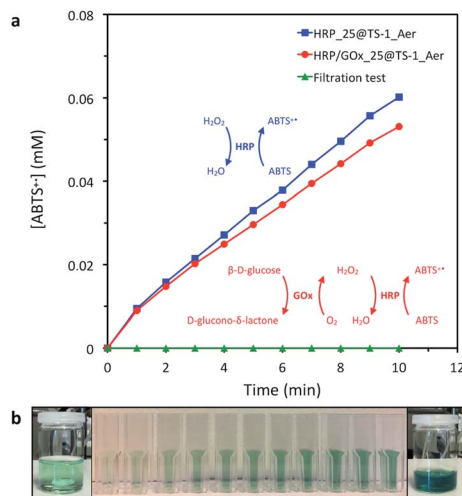 a
HRP_25@TS-1_Aer
HRP/GOx_25@TS-1_Aer
Filtration test
0.08
0.06
0.04
0.02
0
[ABTS+•] (mM)
H2O2
ABTS+•
HRP
H2O
ABTS
β-D-glucose
H2O2
ABTS+•
GOx
HRP
D-glucono-δ-lactone
O2
H2O
ABTS
0 2 4 6 8 10 12
Time (min)
b